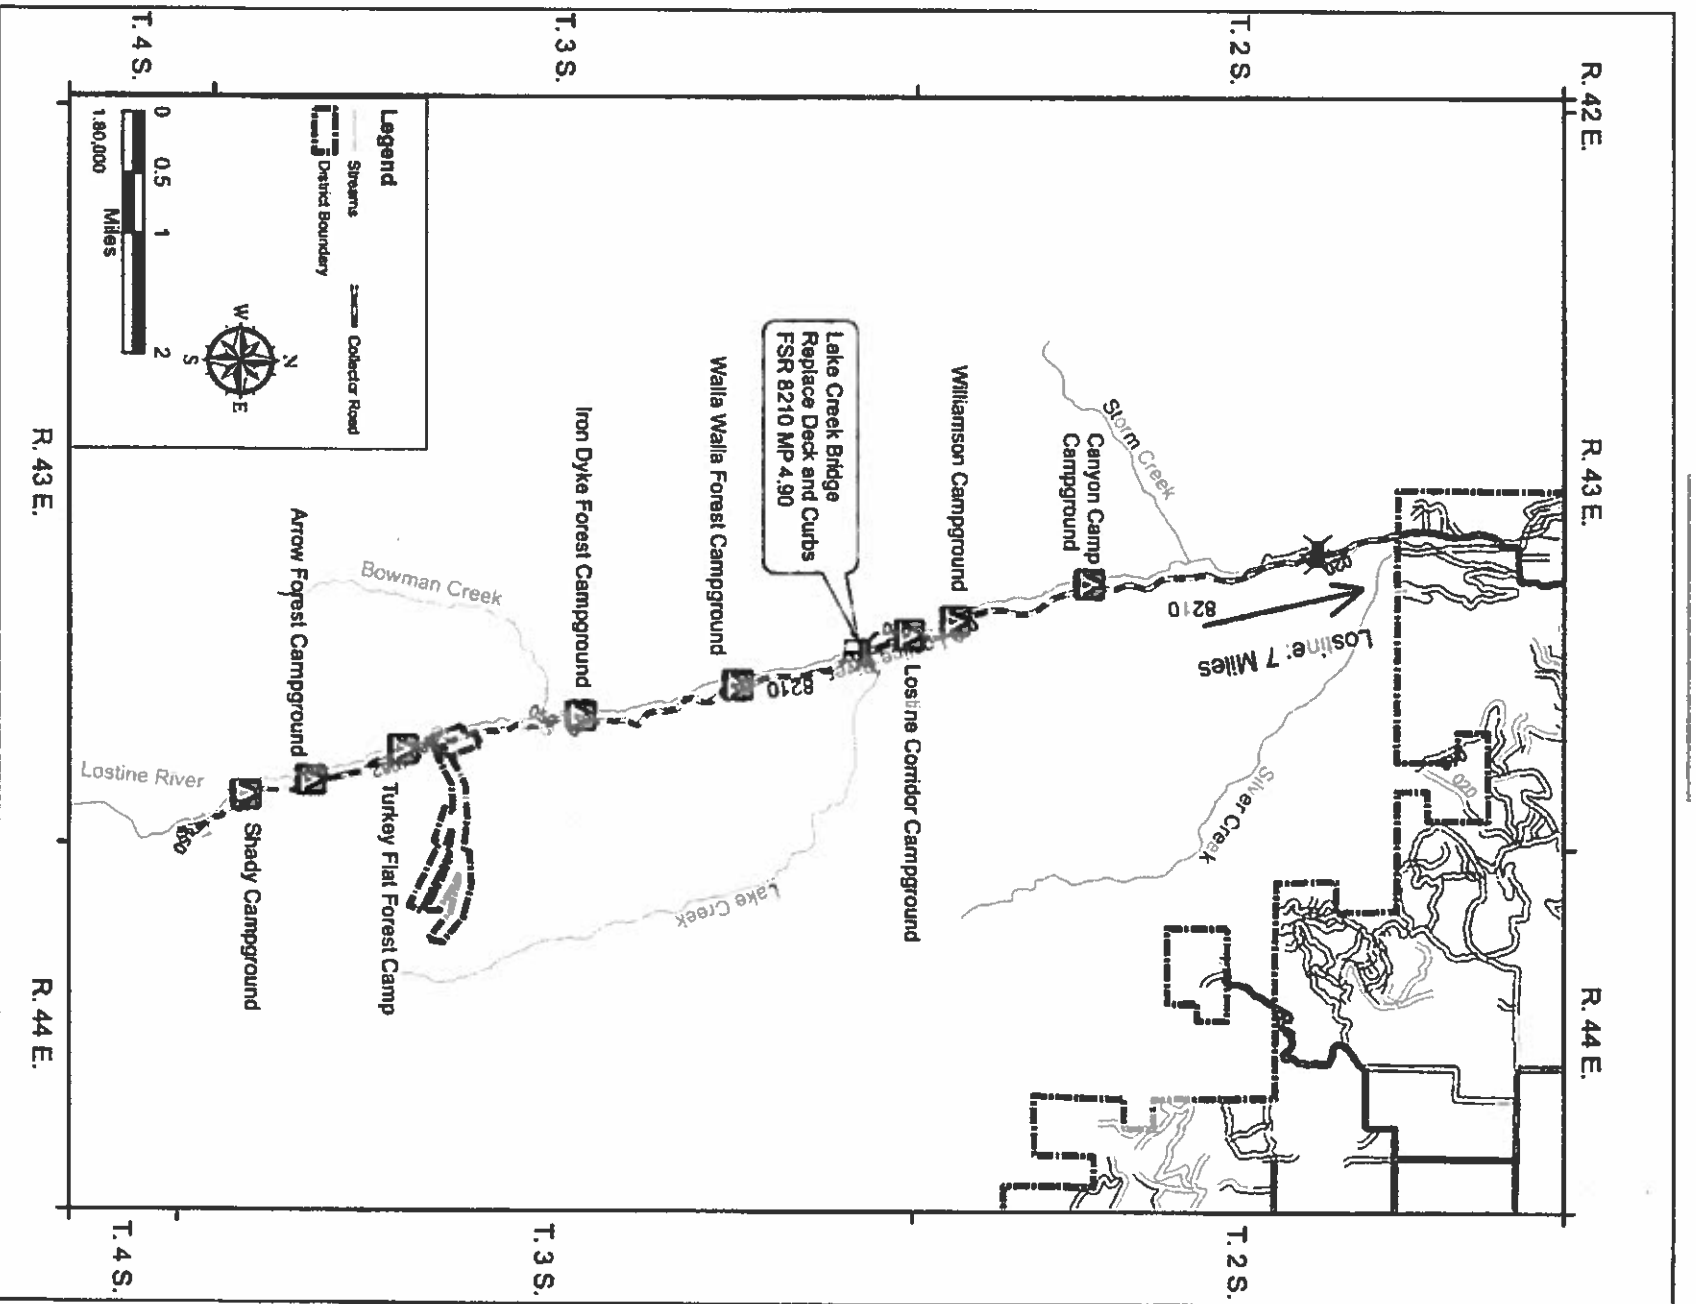 R. 42 E.
R. 43 E.
R. 44 E.
T. 2 S.
T. 2 S.
020
Storm Creek
8210
Lostine: 7 Miles
Silver Creek
Canyon Camp
Campground
Williamson Campground
Lostine Corridor Campground
Lake Creek Bridge
Replace Deck and Curbs
FSR 8210 MP 4.90
8210
Walla Walla Forest Campground
Lake Creek
T. 3 S.
T. 3 S.
Iron Dyke Forest Campground
Bowman Creek
Turkey Flat Forest Camp
Arrow Forest Campground
Shady Campground
Lostine River
Legend
Streams
Collector Road
District Boundary
N
W
E
S
0 0.5 1 2
Miles
1:80,000
T. 4 S.
T. 4 S.
R. 43 E.
R. 44 E.